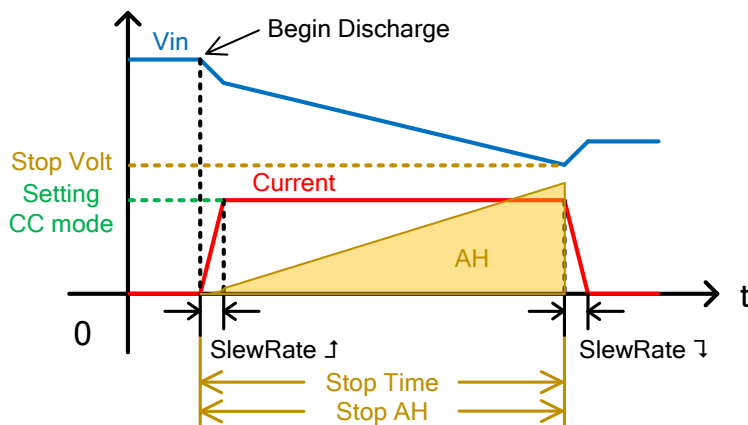 Begin Discharge
Vin
Stop Volt
Setting
CC mode
Current
AH
0
t
SlewRate ↥
SlewRate ↧
Stop Time
Stop AH